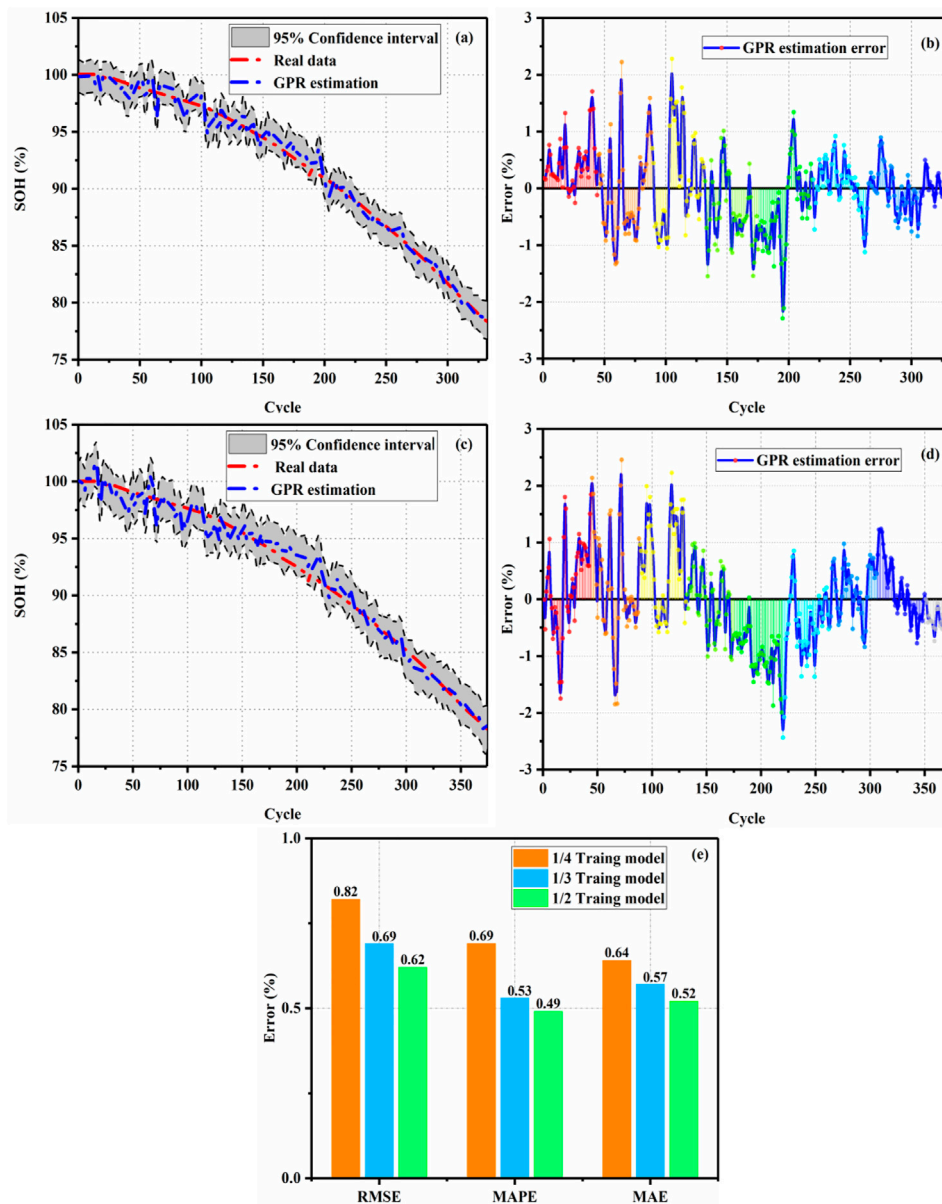 105
100
95
90
85
80
75
SOH (%)
95% Confidence interval
Real data
GPR estimation
(a)
0 50 100 150 200 250 300
Cycle
3
2
1
0
-1
-2
-3
Error (%)
GPR estimation error
(b)
0 50 100 150 200 250 300
Cycle
105
100
95
90
85
80
75
SOH (%)
95% Confidence interval
Real data
GPR estimation
(c)
0 50 100 150 200 250 300 350
Cycle
3
2
1
0
-1
-2
-3
Error (%)
GPR estimation error
(d)
0 50 100 150 200 250 300 350
Cycle
1.0
0.5
0.0
Error (%)
1/4 Traing model
1/3 Traing model
1/2 Traing model
(e)
0.82
0.69
0.62
0.69
0.53
0.49
0.64
0.57
0.52
RMSE MAPE MAE